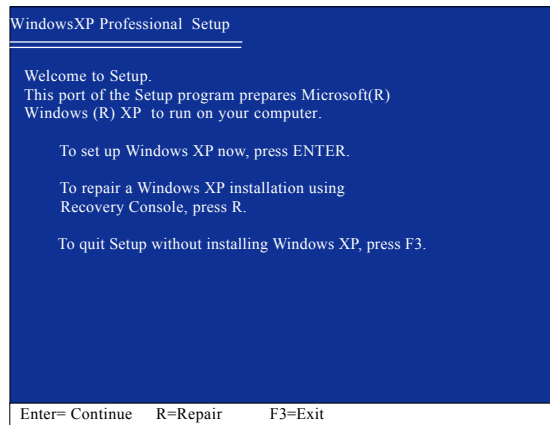 WindowsXP Professional Setup
Welcome to Setup.
This port of the Setup program prepares Microsoft(R)
Windows (R) XP to run on your computer.
To set up Windows XP now, press ENTER.
To repair a Windows XP installation using
Recovery Console, press R.
To quit Setup without installing Windows XP, press F3.
Enter= Continue R=Repair F3=Exit